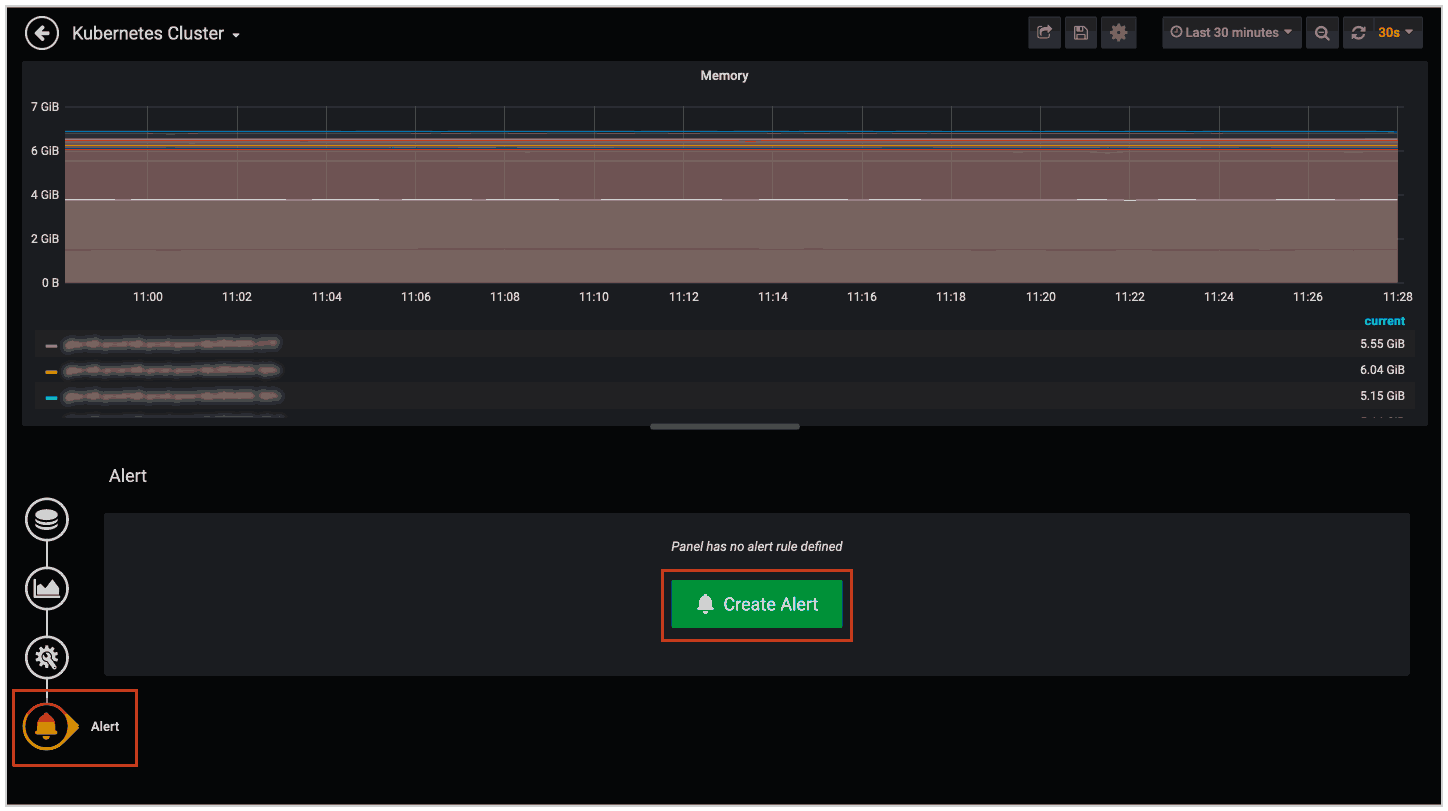 Kubernetes Cluster
Last 30 minutes
30s
Memory
7 GiB
6 GiB
4 GiB
2 GiB
0 B
11:00 11:02 11:04 11:06 11:08 11:10 11:12 11:14 11:16 11:18 11:20 11:22 11:24 11:26 11:28
current
5.55 GiB
6.04 GiB
5.15 GiB
Alert
Panel has no alert rule defined
Create Alert
Alert